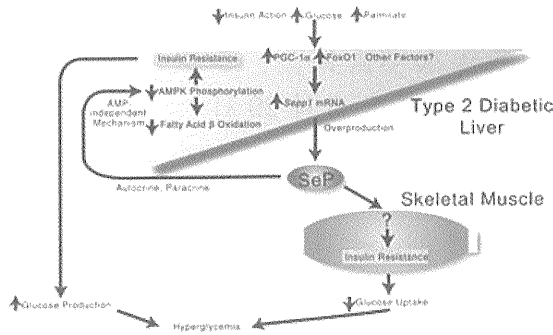 Insulin Action Glucose Palmitate
Insulin Resistance PGC-1α FoxO1 Other Factors?
AMPK Phosphorylation
Sepp1 mRNA
AMP-
independent
Mechanism
Fatty Acid β Oxidation
Type 2 Diabetic
Liver
Overproduction
SeP
Autocrine, Paracrine
Skeletal Muscle
?
Insulin Resistance
Glucose Production
Glucose Uptake
Hyperglycemia